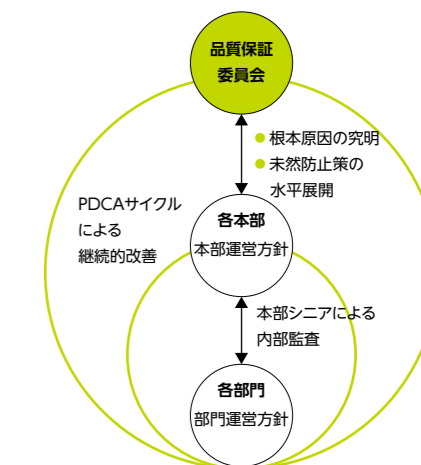 品質保証
委員会
根本原因の究明
未然防止策の
水平展開
PDCAサイクル
による
継続的改善
各本部
本部運営方針
本部シニアによる
内部監査
各部門
部門運営方針